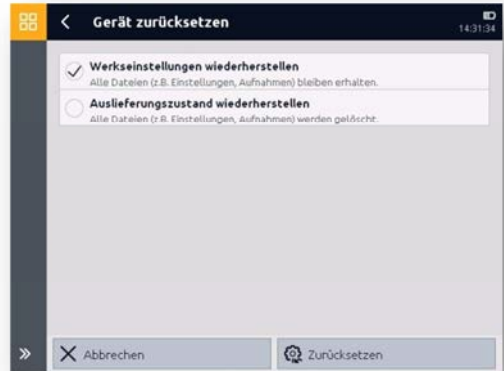 Gerät zurücksetzen
14:31:34
Werkseinstellungen wiederherstellen
Alle Dateien (z.B. Einstellungen, Aufnahmen) bleiben erhalten.
Auslieferungszustand wiederherstellen
Alle Dateien (z.B. Einstellungen, Aufnahmen) werden gelöscht.
Abbrechen
Zurücksetzen